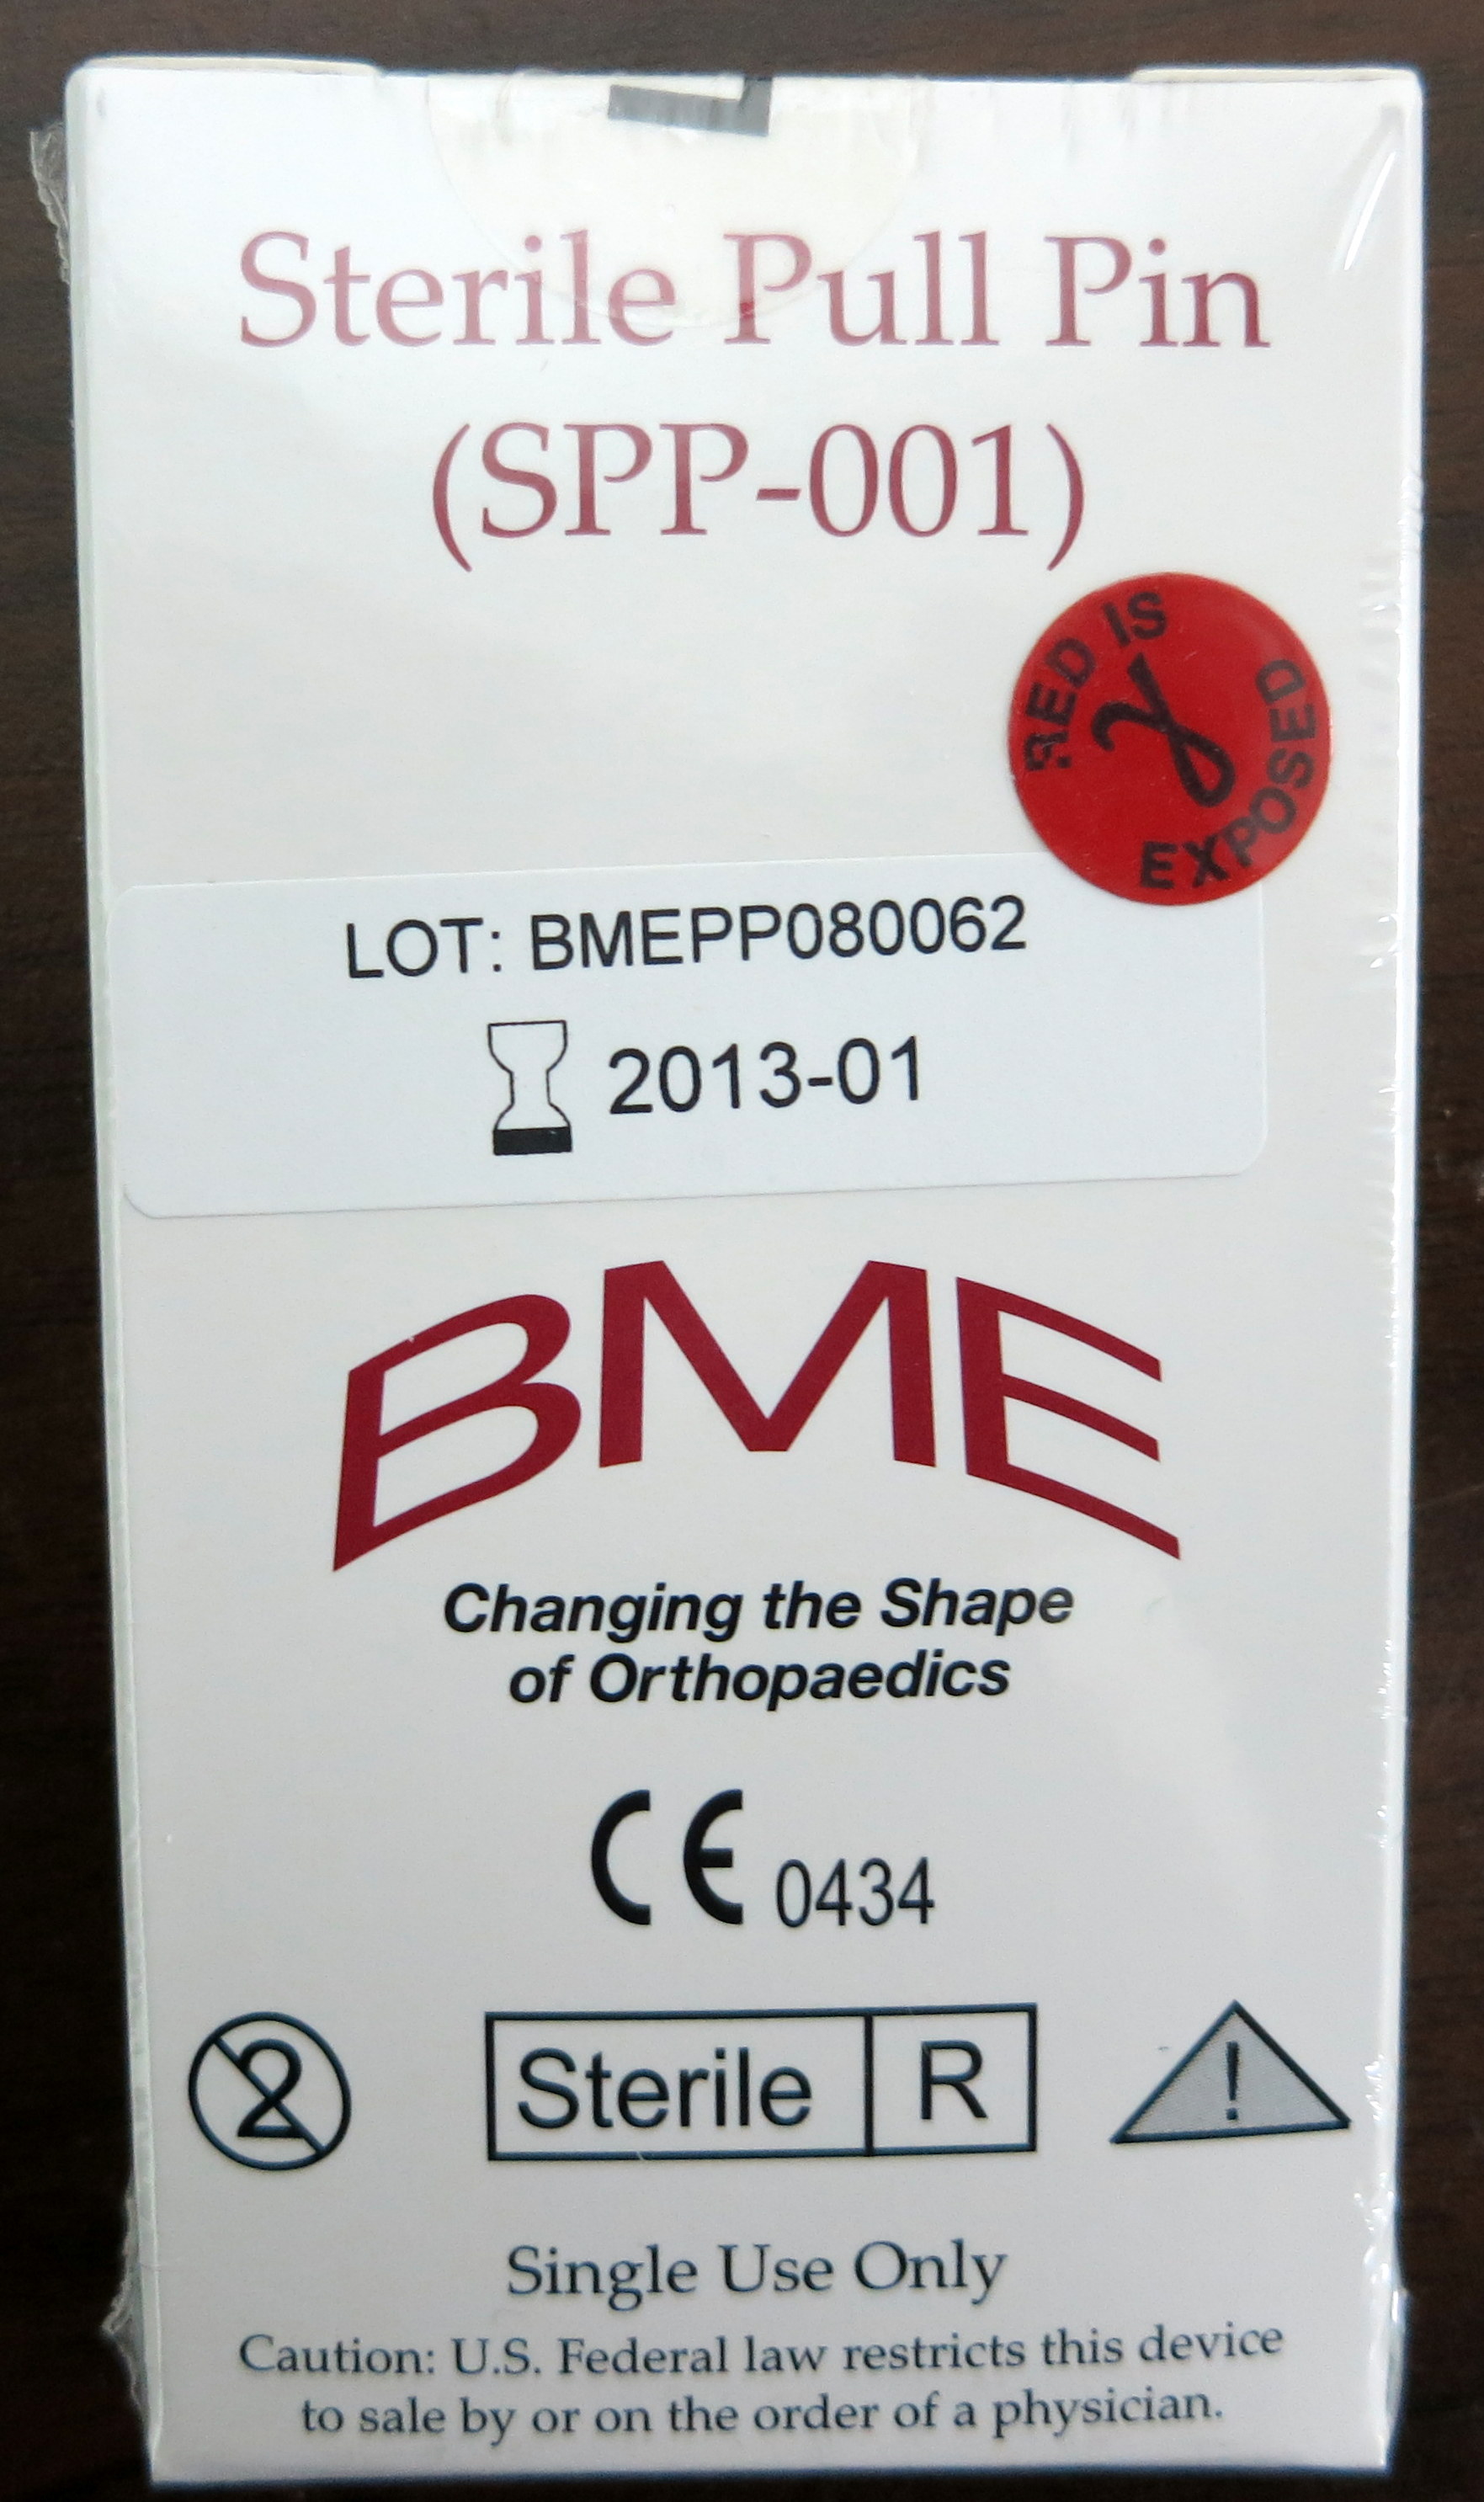 Sterile Pull Pin
(SPP-001)
RED IS
γ
EXPOSED
LOT: BMEPP080062
2013-01
BME
Changing the Shape
of Orthopaedics
CE 0434
2
Sterile R
!
Single Use Only
Caution: U.S. Federal law restricts this device
to sale by or on the order of a physician.